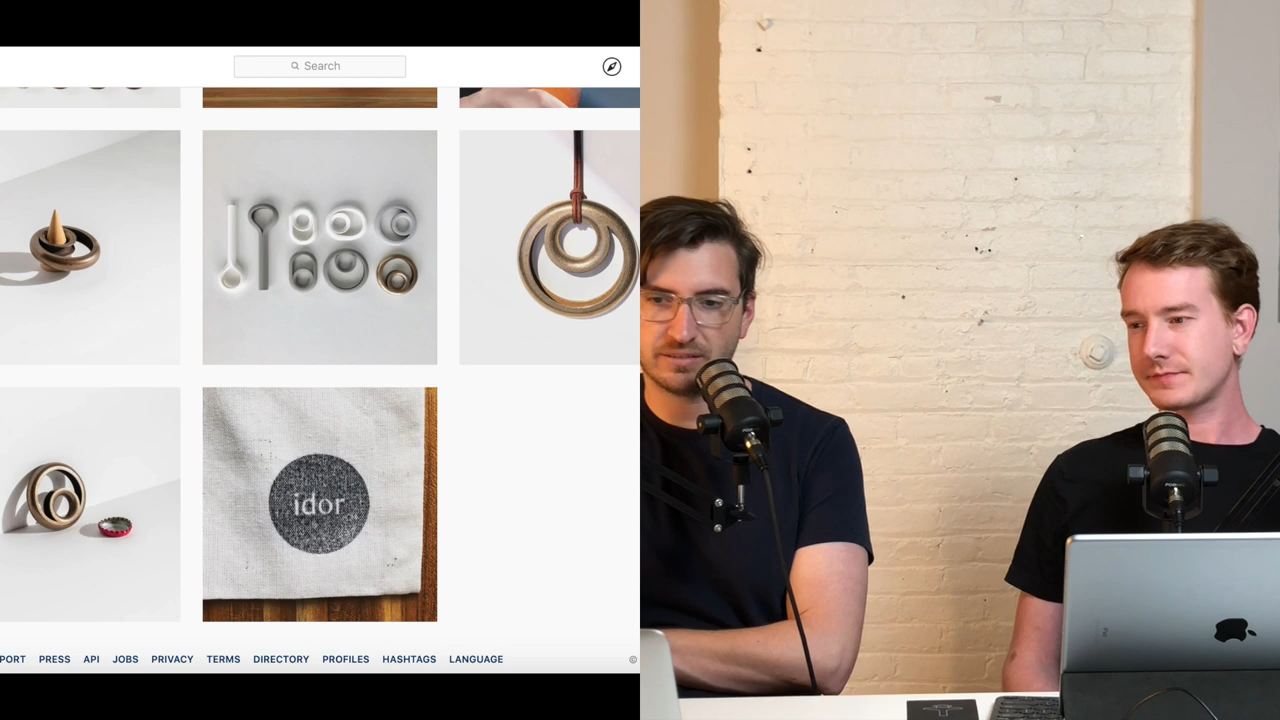 Search
idor
PORT PRESS API JOBS PRIVACY TERMS DIRECTORY PROFILES HASHTAGS LANGUAGE
©